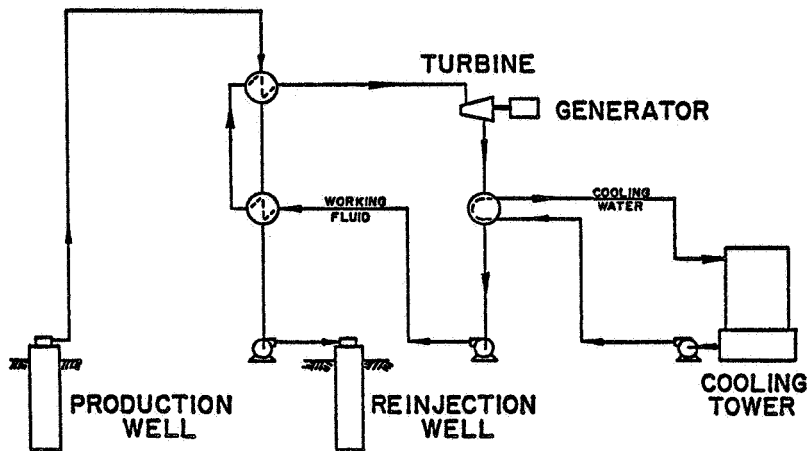 TURBINE
GENERATOR
WORKING
FLUID
COOLING
WATER
PRODUCTION
WELL
REINJECTION
WELL
COOLING
TOWER